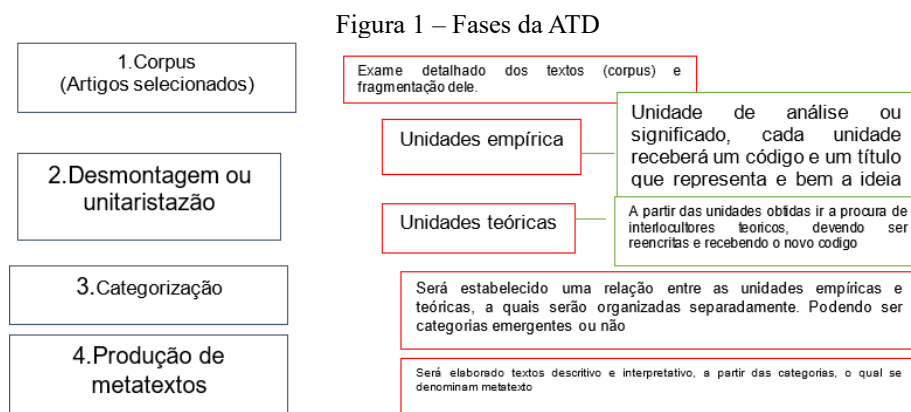 Figura 1 – Fases da ATD
1.Corpus
(Artigos selecionados)
Exame detalhado dos textos (corpus) e
fragmentação dele.
Unidades empírica
Unidade de análise ou
significado, cada unidade
receberá um código e um título
que representa e bem a ideia
2.Desmontagem ou
unitaristazão
Unidades teóricas
A partir das unidades obtidas ir a procura de
interlocutores teoricos, devendo ser
reencritas e recebendo o novo codigo
3.Categorização
Será estabelecido uma relação entre as unidades empíricas e
teóricas, a quais serão organizadas separadamente. Podendo ser
categorias emergentes ou não
4.Produção de
metatextos
Será elaborado textos descritivo e interpretativo, a partir das categorias, o qual se
denominam metatexto